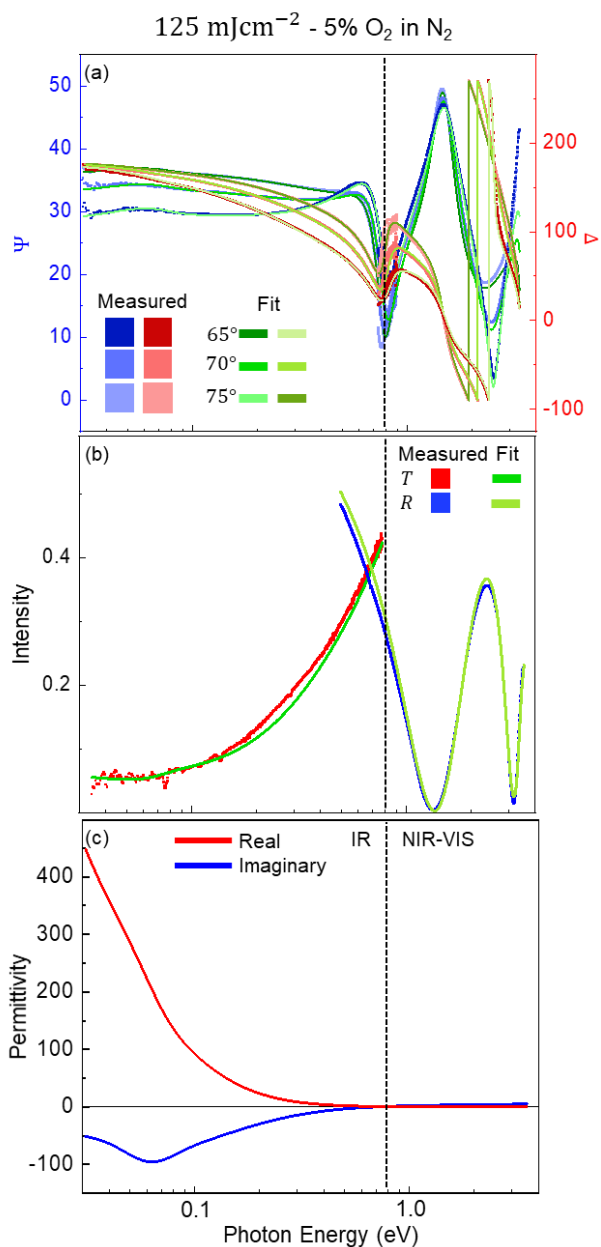 125 mJcm⁻² - 5% O₂ in N₂
(a)
50
40
30
20
10
0
Ψ
200
100
0
-100
Δ
Measured
Fit
65°
70°
75°
(b)
Measured Fit
T
R
0.4
0.2
Intensity
(c)
Real
Imaginary
IR
NIR-VIS
400
300
200
100
0
-100
Permittivity
0.1
1.0
Photon Energy (eV)